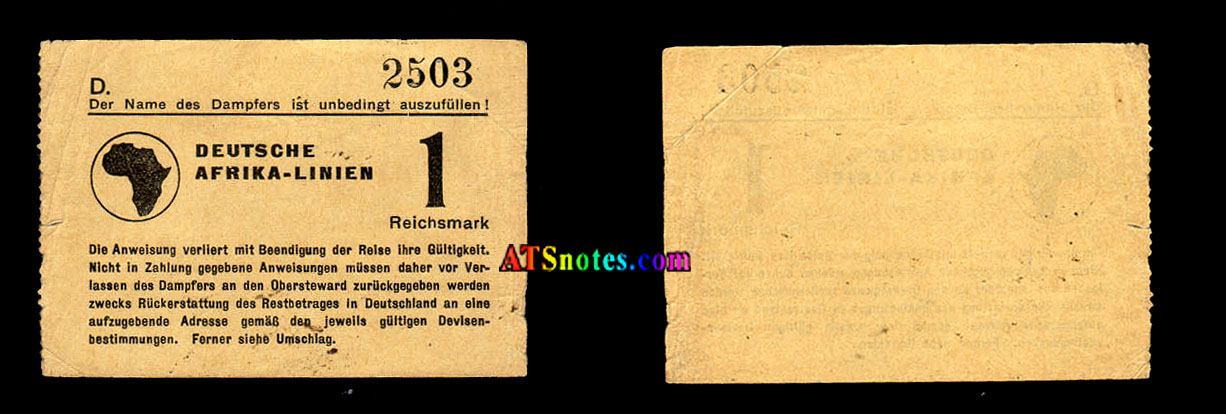 D. 2503
Der Name des Dampfers ist unbedingt auszufüllen!
DEUTSCHE
AFRIKA-LINIEN
1
Reichsmark
Die Anweisung verliert mit Beendigung der Reise ihre Gültigkeit.
Nicht in Zahlung gegebene Anweisungen müssen daher vor Ver-
lassen des Dampfers an den Obersteward zurückgegeben werden
zwecks Rückerstattung des Restbetrages in Deutschland an eine
aufzugebende Adresse gemäß den jeweils gültigen Devisen-
bestimmungen. Ferner siehe Umschlag.
ATSnotes.com